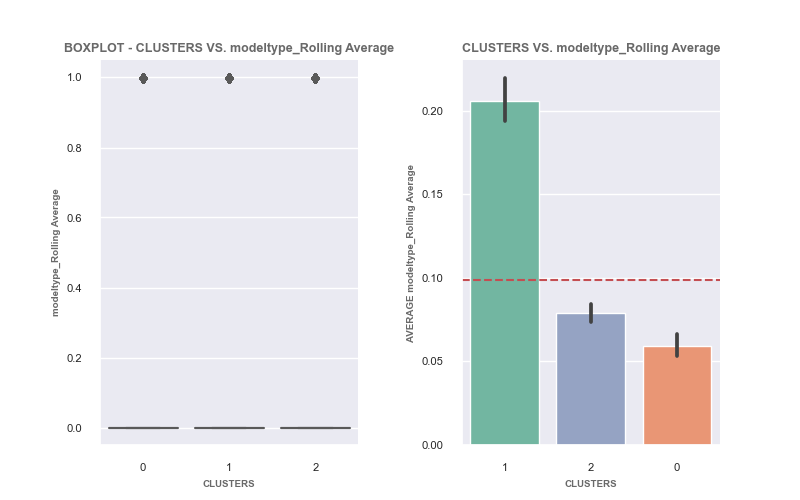 BOXPLOT - CLUSTERS VS. modeltype_Rolling Average
modeltype_Rolling Average
1.0
0.8
0.6
0.4
0.2
0.0
0 1 2
CLUSTERS
CLUSTERS VS. modeltype_Rolling Average
AVERAGE modeltype_Rolling Average
0.20
0.15
0.10
0.05
0.00
1 2 0
CLUSTERS